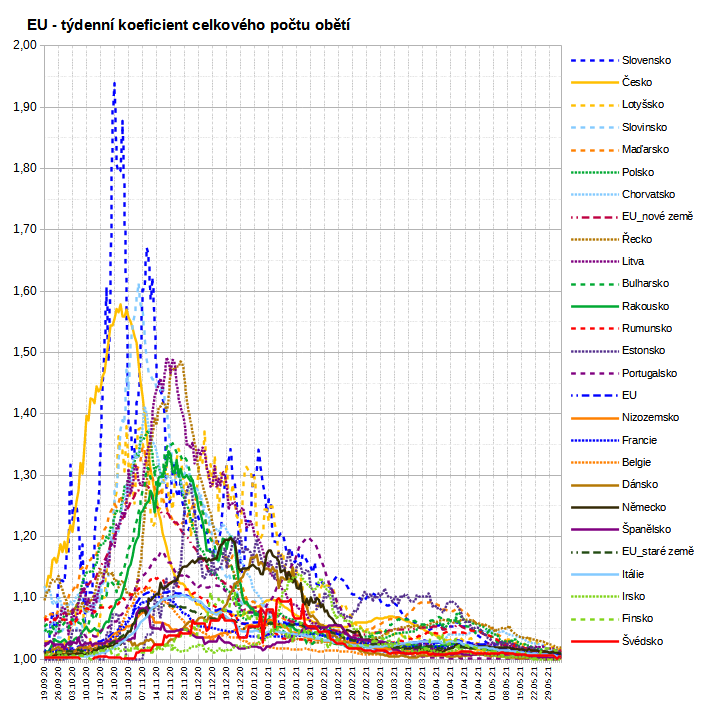 EU - týdenní koeficient celkového počtu obětí
2,00
1,90
1,80
1,70
1,60
1,50
1,40
1,30
1,20
1,10
1,00
Slovensko
Česko
Lotyšsko
Slovinsko
Maďarsko
Polsko
Chorvatsko
EU_nové země
Řecko
Litva
Bulharsko
Rakousko
Rumunsko
Estonsko
Portugalsko
EU
Nizozemsko
Francie
Belgie
Dánsko
Německo
Španělsko
EU_staré země
Itálie
Irsko
Finsko
Švédsko
19.09.20
26.09.20
03.10.20
10.10.20
17.10.20
24.10.20
31.10.20
07.11.20
14.11.20
21.11.20
28.11.20
05.12.20
12.12.20
19.12.20
26.12.20
02.01.21
09.01.21
16.01.21
23.01.21
30.01.21
06.02.21
13.02.21
20.02.21
27.02.21
06.03.21
13.03.21
20.03.21
27.03.21
03.04.21
10.04.21
17.04.21
24.04.21
01.05.21
08.05.21
15.05.21
22.05.21
29.05.21